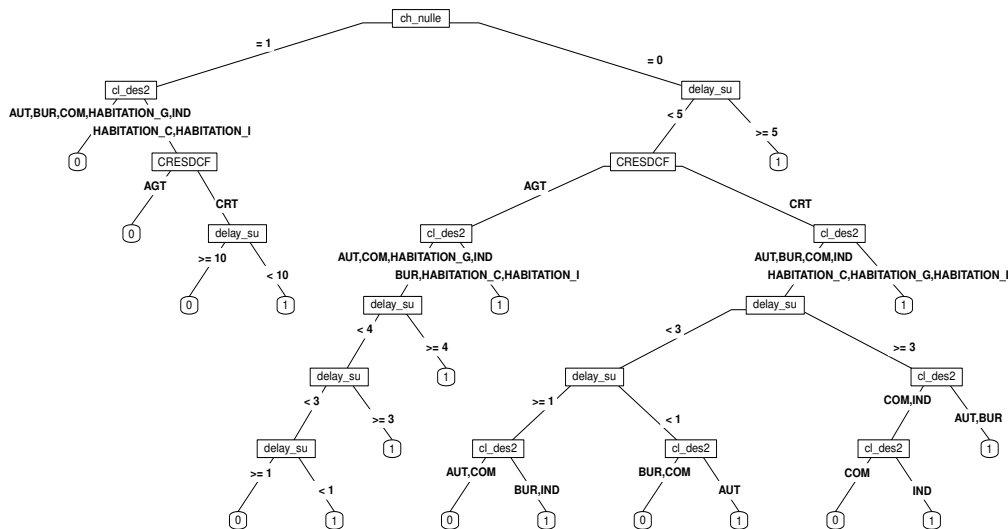 ch_nulle
= 1
= 0
cl_des2
delay_su
AUT,BUR,COM,HABITATION_G,IND
< 5
HABITATION_C,HABITATION_I
>= 5
0
CRESDCF
CRESDCF
1
AGT
AGT
CRT
CRT
0
delay_su
cl_des2
cl_des2
>= 10
AUT,COM,HABITATION_G,IND
AUT,BUR,COM,IND
< 10
BUR,HABITATION_C,HABITATION_I
HABITATION_C,HABITATION_G,HABITATION_I
0
1
delay_su
1
delay_su
1
< 4
< 3
>= 4
>= 3
delay_su
1
delay_su
cl_des2
< 3
>= 1
COM,IND
>= 3
< 1
AUT,BUR
delay_su
1
cl_des2
cl_des2
cl_des2
1
>= 1
AUT,COM
BUR,COM
COM
< 1
BUR,IND
AUT
IND
0
1
0
1
0
1
0
1